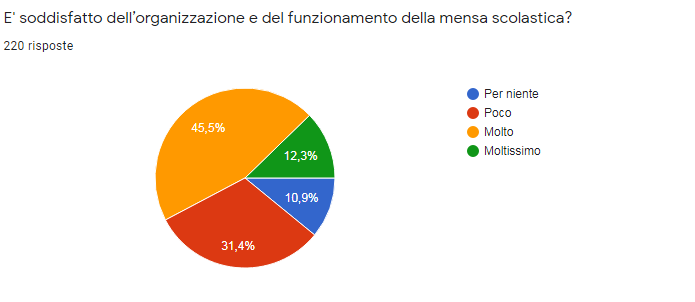 E' soddisfatto dell’organizzazione e del funzionamento della mensa scolastica?
220 risposte
45,5%
12,3%
10,9%
31,4%
Per niente
Poco
Molto
Moltissimo